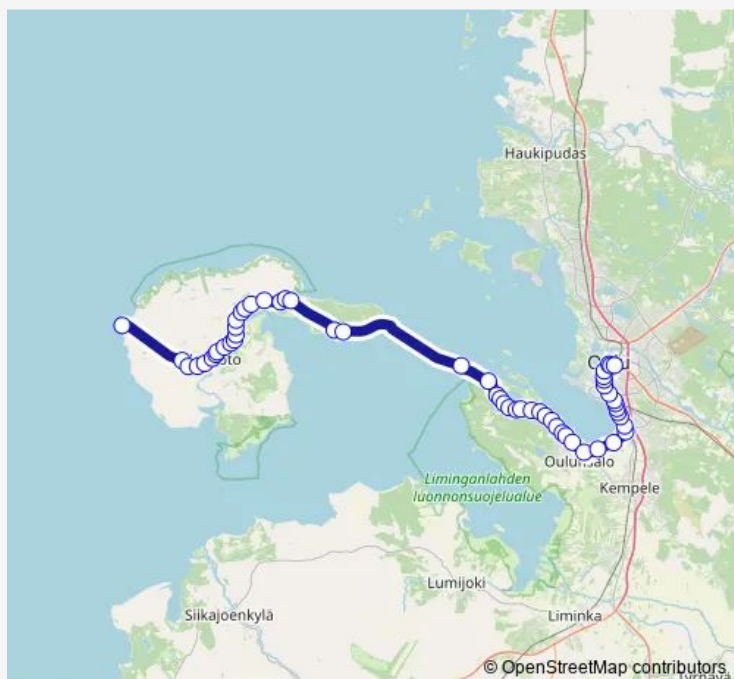 Haukipudas
Oulunsalo
Liminganlahden
luonnonsuojelualue
Kempele
Lumijoki
Siikajoenkylä
Liminka
© OpenStreetMap contributors.